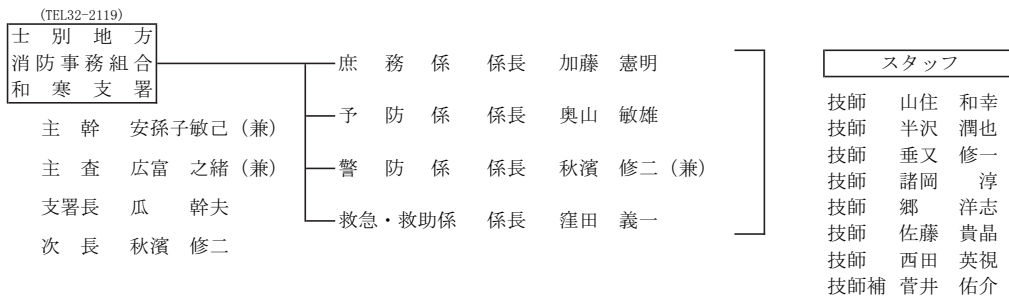 (TEL32-2119)
士別地方
消防事務組合
和寒支署
主幹 安孫子敏己（兼）
主査 広富 之緒（兼）
支署長 瓜 幹夫
次長 秋濱 修二
庶務係 係長 加藤 憲明
予防係 係長 奥山 敏雄
警防係 係長 秋濱 修二（兼）
救急・救助係 係長 窪田 義一
スタッフ
技師 山住 和幸
技師 半沢 潤也
技師 垂又 修一
技師 諸岡 淳
技師 郷 洋志
技師 佐藤 貴晶
技師 西田 英視
技師補 菅井 佑介